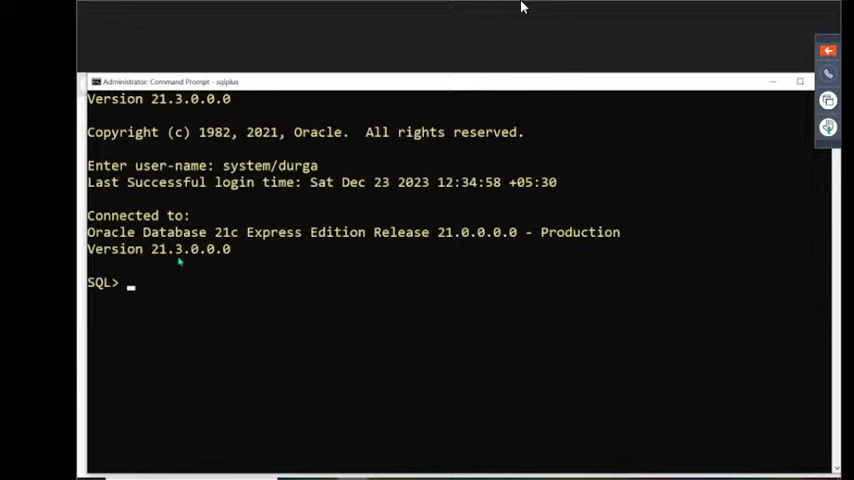 Administrator: Command Prompt - sqlplus
Version 21.3.0.0.0
Copyright (c) 1982, 2021, Oracle.  All rights reserved.
Enter user-name: system/durga
Last Successful login time: Sat Dec 23 2023 12:34:58 +05:30
Connected to:
Oracle Database 21c Express Edition Release 21.0.0.0.0 - Production
Version 21.3.0.0.0
SQL> _